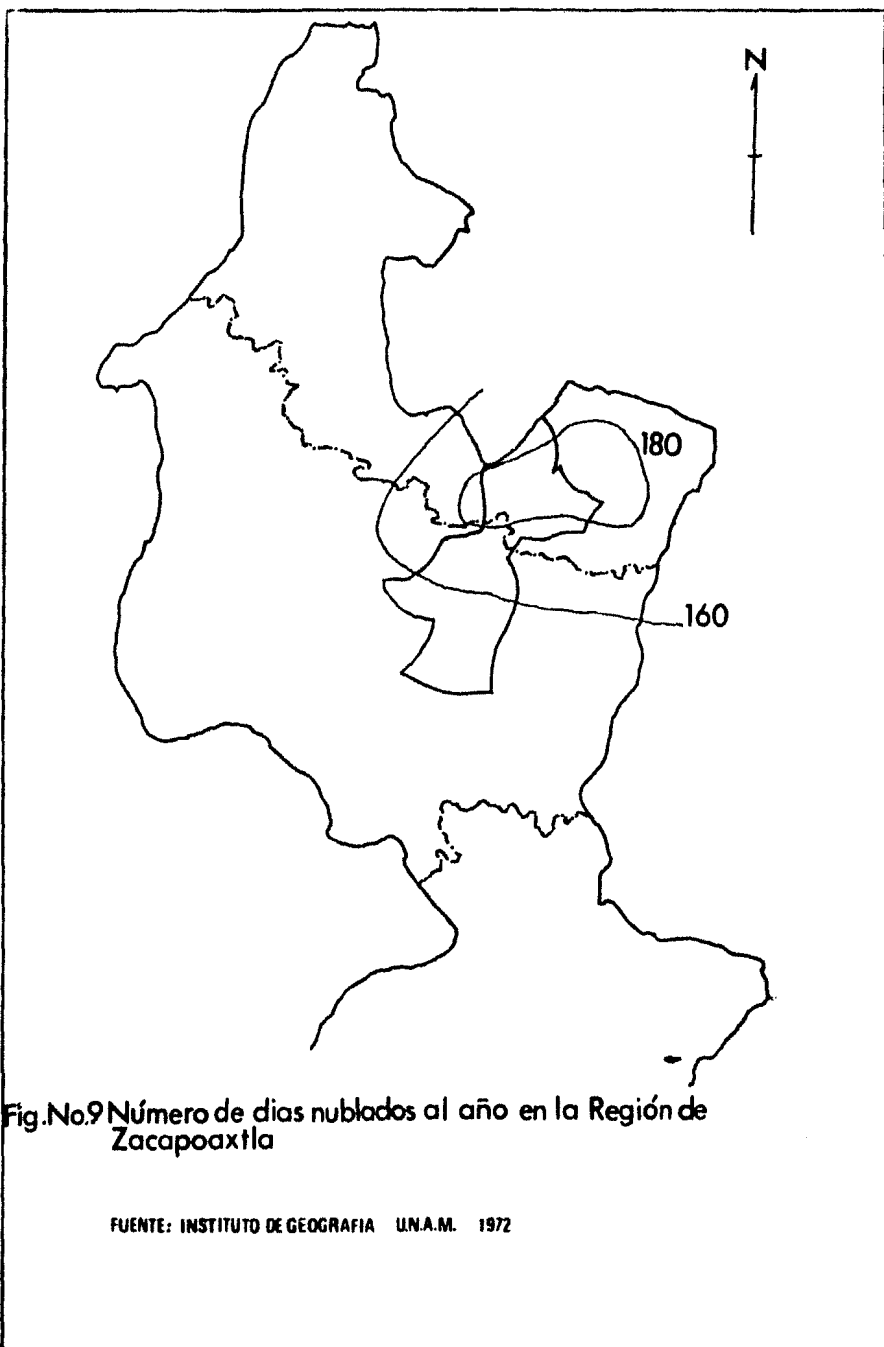 N
180
160
Fig.No.9 Número de dias nublados al año en la Región de
Zacapoaxtla
FUENTE: INSTITUTO DE GEOGRAFIA U.N.A.M. 1972